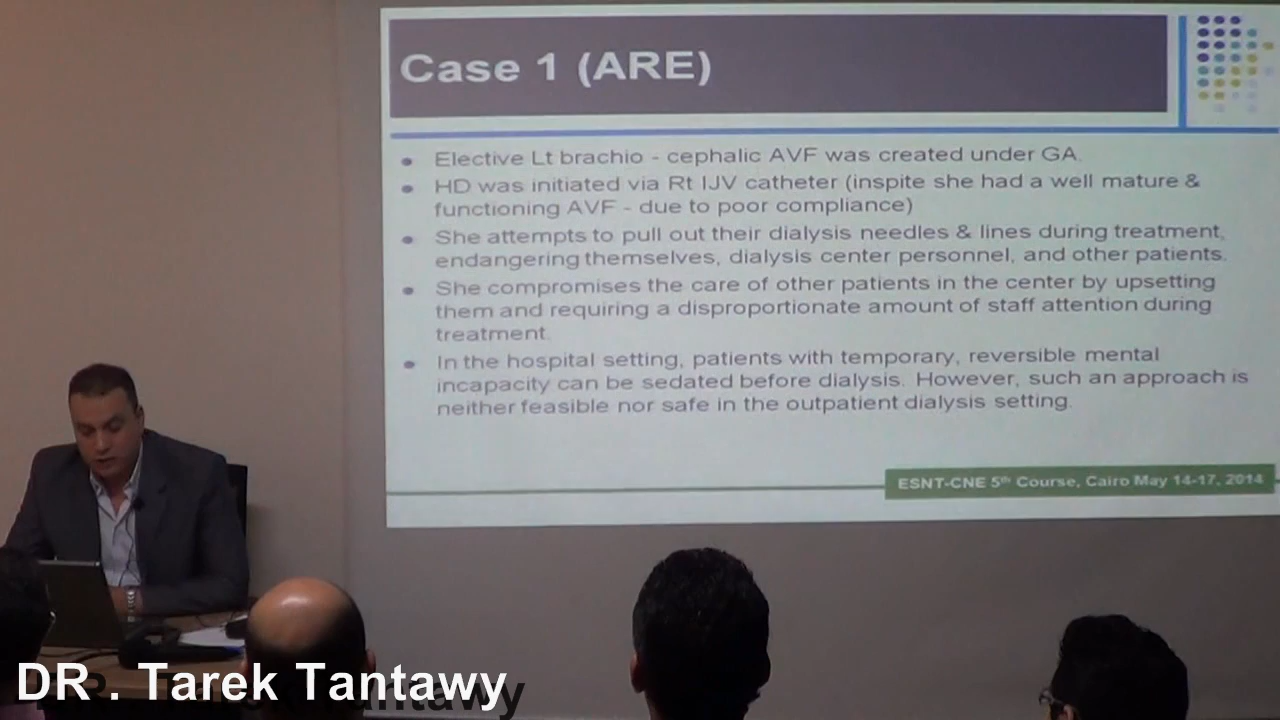 Case 1 (ARE)
Elective Lt brachio - cephalic AVF was created under GA.
HD was initiated via Rt IJV catheter (inspite she had a well mature &
functioning AVF - due to poor compliance)
She attempts to pull out their dialysis needles & lines during treatment,
endangering themselves, dialysis center personnel, and other patients.
She compromises the care of other patients in the center by upsetting
them and requiring a disproportionate amount of staff attention during
treatment.
In the hospital setting, patients with temporary, reversible mental
incapacity can be sedated before dialysis. However, such an approach is
neither feasible nor safe in the outpatient dialysis setting.
ESNT-CNE 5th Course, Cairo May 14-17, 2014
DR . Tarek Tantawy